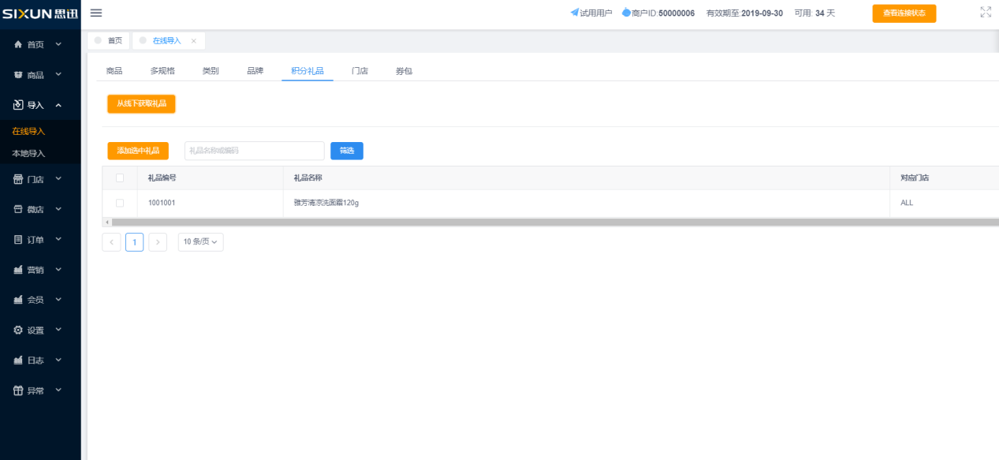 SIXUN思迅
试用用户 商户ID:50000006 有效期至:2019-09-30 可用: 34 天 查看连接状态
首页 在线导入 ×
首页
商品
导入
在线导入
本地导入
门店
微店
订单
营销
会员
设置
日志
异常
商品 多规格 类别 品牌 积分礼品 门店 券包
从线下获取礼品
添加选中礼品 礼品名称或编码 筛选
礼品编号 礼品名称 对应门店
1001001 雅芳清凉洗面霜120g ALL
1 10 条/页